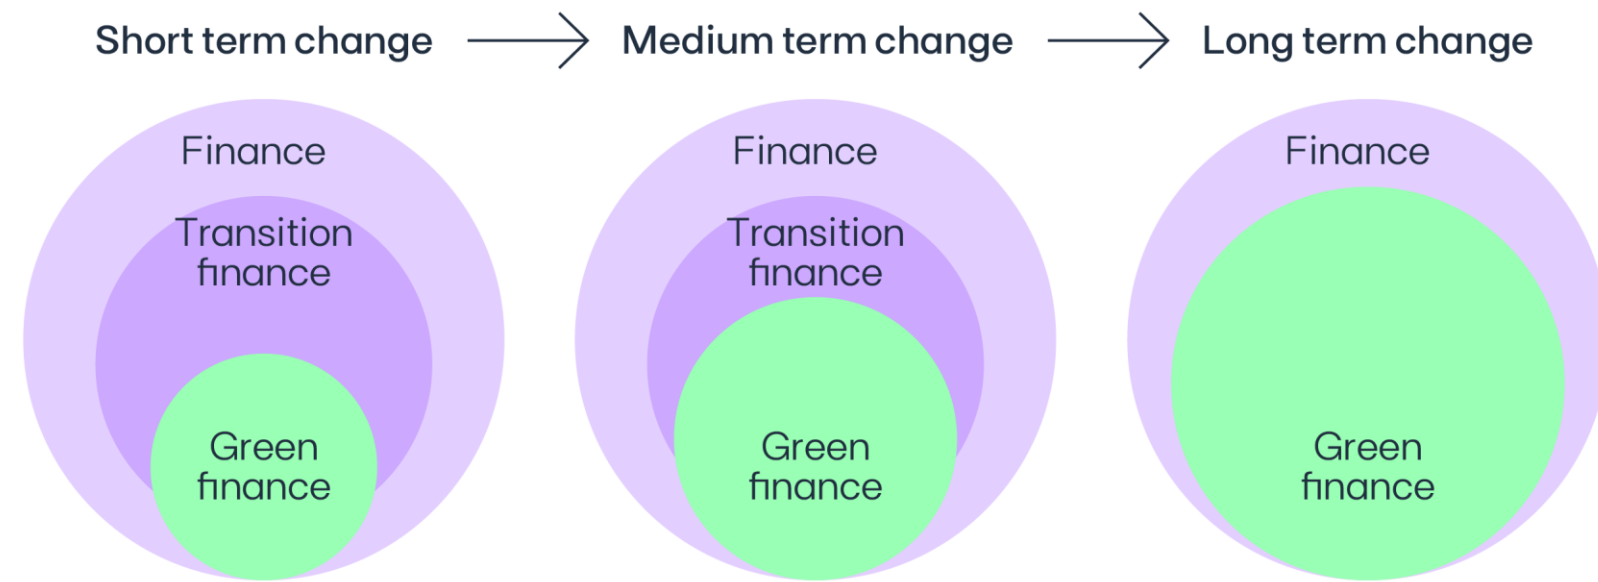 Short term change
Medium term change
Long term change
Finance
Transition
finance
Green
finance
Finance
Transition
finance
Green
finance
Finance
Green
finance